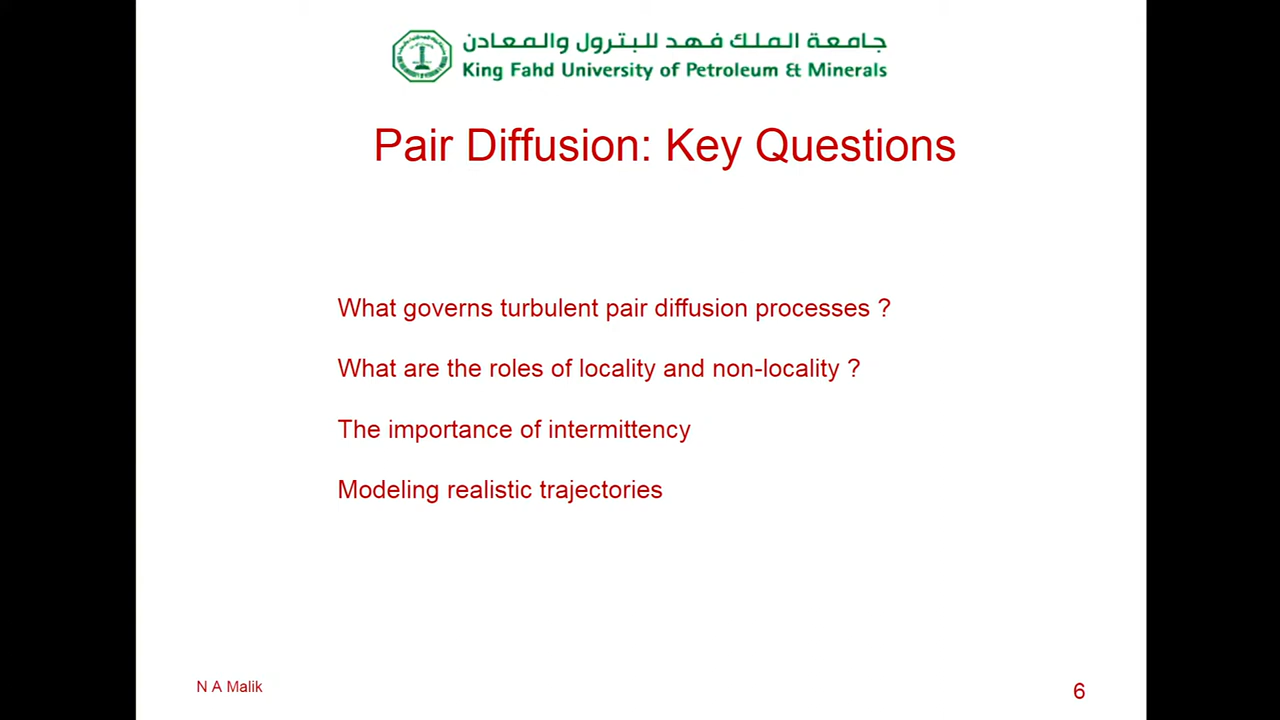 جامعة الملك فهد للبترول والمعادن
King Fahd University of Petroleum & Minerals
Pair Diffusion: Key Questions
What governs turbulent pair diffusion processes ?
What are the roles of locality and non-locality ?
The importance of intermittency
Modeling realistic trajectories
N A Malik
6